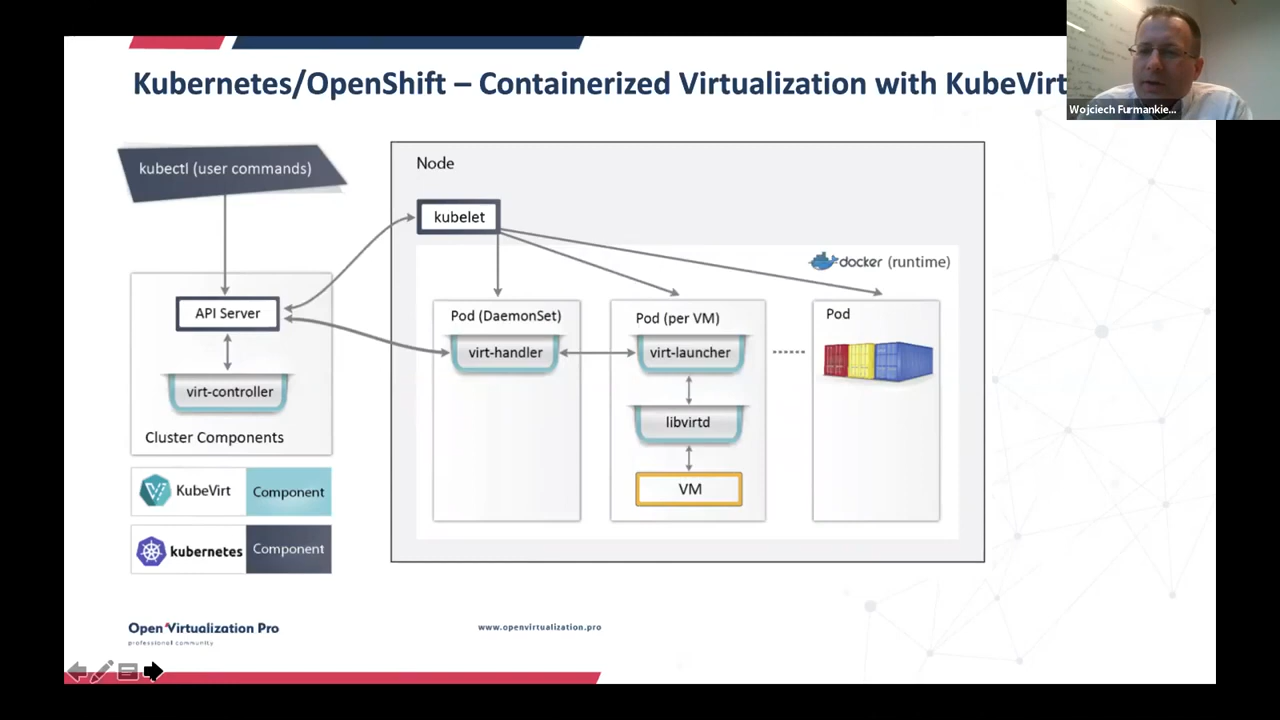 Kubernetes/OpenShift – Containerized Virtualization with KubeVirt
Wojciech Furmankie...
kubectl (user commands)
Node
kubelet
docker (runtime)
API Server
Pod (DaemonSet)
Pod (per VM)
Pod
virt-handler
virt-launcher
virt-controller
libvirtd
Cluster Components
VM
KubeVirt Component
kubernetes Component
Open Virtualization Pro
professional community
www.openvirtualization.pro